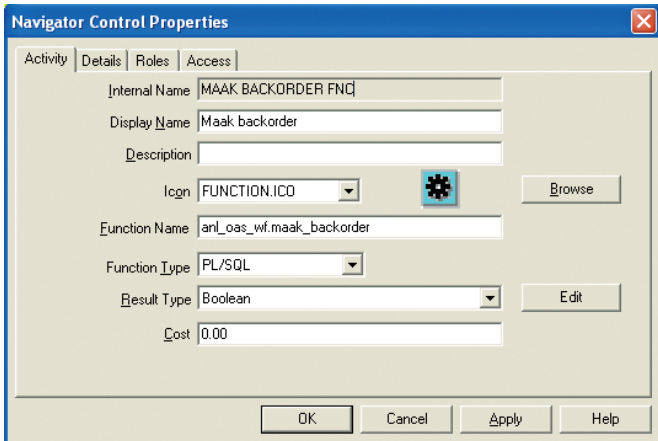 Navigator Control Properties
Activity Details Roles Access
Internal Name MAAK BACKORDER FNC
Display Name Maak backorder
Description
Icon FUNCTION.ICO Browse
Function Name anl_oas_wf.maak_backorder
Function Type PL/SQL
Result Type Boolean Edit
Cost 0.00
OK Cancel Apply Help